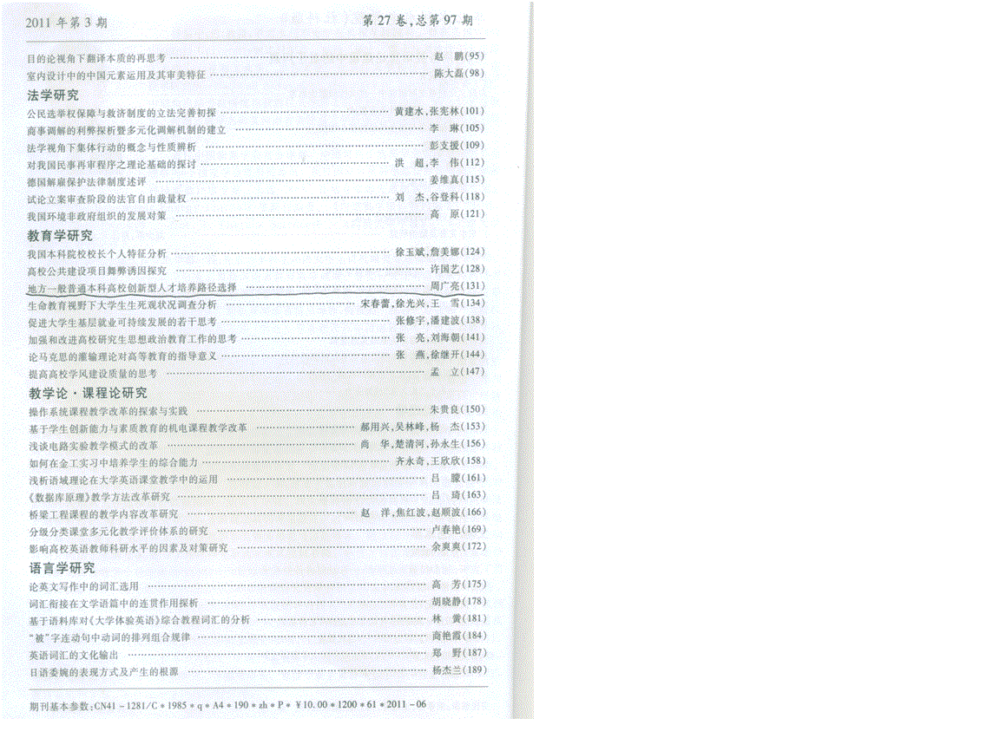 2011 年第 3 期 第 27 卷,总第 97 期
目的论视角下翻译本质的再思考 ………… 赵 鹏(95)
室内设计中的中国元素运用及其审美特征 ………… 陈大磊(98)
法学研究
公民选举权保障与救济制度的立法完善初探 ………… 黄建水,张宪林(101)
商事调解的利弊探析暨多元化调解机制的建立 ………… 李 琳(105)
法学视角下集体行动的概念与性质辨析 ………… 彭支援(109)
对我国民事再审程序之理论基础的探讨 ………… 洪 超,李 伟(112)
德国解雇保护法律制度述评 ………… 姜维真(115)
试论立案审查阶段的法官自由裁量权 ………… 刘 杰,谷登科(118)
我国环境非政府组织的发展对策 ………… 高 原(121)
教育学研究
我国本科院校校长个人特征分析 ………… 徐玉斌,詹美娜(124)
高校公共建设项目舞弊诱因探究 ………… 许国艺(128)
地方一般普通本科高校创新型人才培养路径选择 ………… 周广亮(131)
生命教育视野下大学生生死观状况调查分析 ………… 宋春蕾,徐光兴,王 雪(134)
促进大学生基层就业可持续发展的若干思考 ………… 张修宇,潘建波(138)
加强和改进高校研究生思想政治教育工作的思考 ………… 张 亮,刘海朝(141)
论马克思的灌输理论对高等教育的指导意义 ………… 张 燕,徐继开(144)
提高高校学风建设质量的思考 ………… 孟 立(147)
教学论·课程论研究
操作系统课程教学改革的探索与实践 ………… 朱贵良(150)
基于学生创新能力与素质教育的机电课程教学改革 ………… 郝用兴,吴林峰,杨 杰(153)
浅谈电路实验教学模式的改革 ………… 尚 华,楚清河,孙永生(156)
如何在金工实习中培养学生的综合能力 ………… 齐永奇,王欣欣(158)
浅析语域理论在大学英语课堂教学中的运用 ………… 吕 朦(161)
《数据库原理》教学方法改革研究 ………… 吕 琦(163)
桥梁工程课程的教学内容改革研究 ………… 赵 洋,焦红波,赵顺波(166)
分级分类课堂多元化教学评价体系的研究 ………… 卢春艳(169)
影响高校英语教师科研水平的因素及对策研究 ………… 余爽爽(172)
语言学研究
论英文写作中的词汇选用 ………… 高 芳(175)
词汇衔接在文学语篇中的连贯作用探析 ………… 胡晓静(178)
基于语料库对《大学体验英语》综合教程词汇的分析 ………… 林 黉(181)
“被”字连动句中动词的排列组合规律 ………… 商艳霞(184)
英语词汇的文化输出 ………… 郑 野(187)
日语委婉的表现方式及产生的根源 ………… 杨杰兰(189)
期刊基本参数:CN41-1281/C*1985*q*A4*190*zh*P*￥10.00*1200*61*2011-06